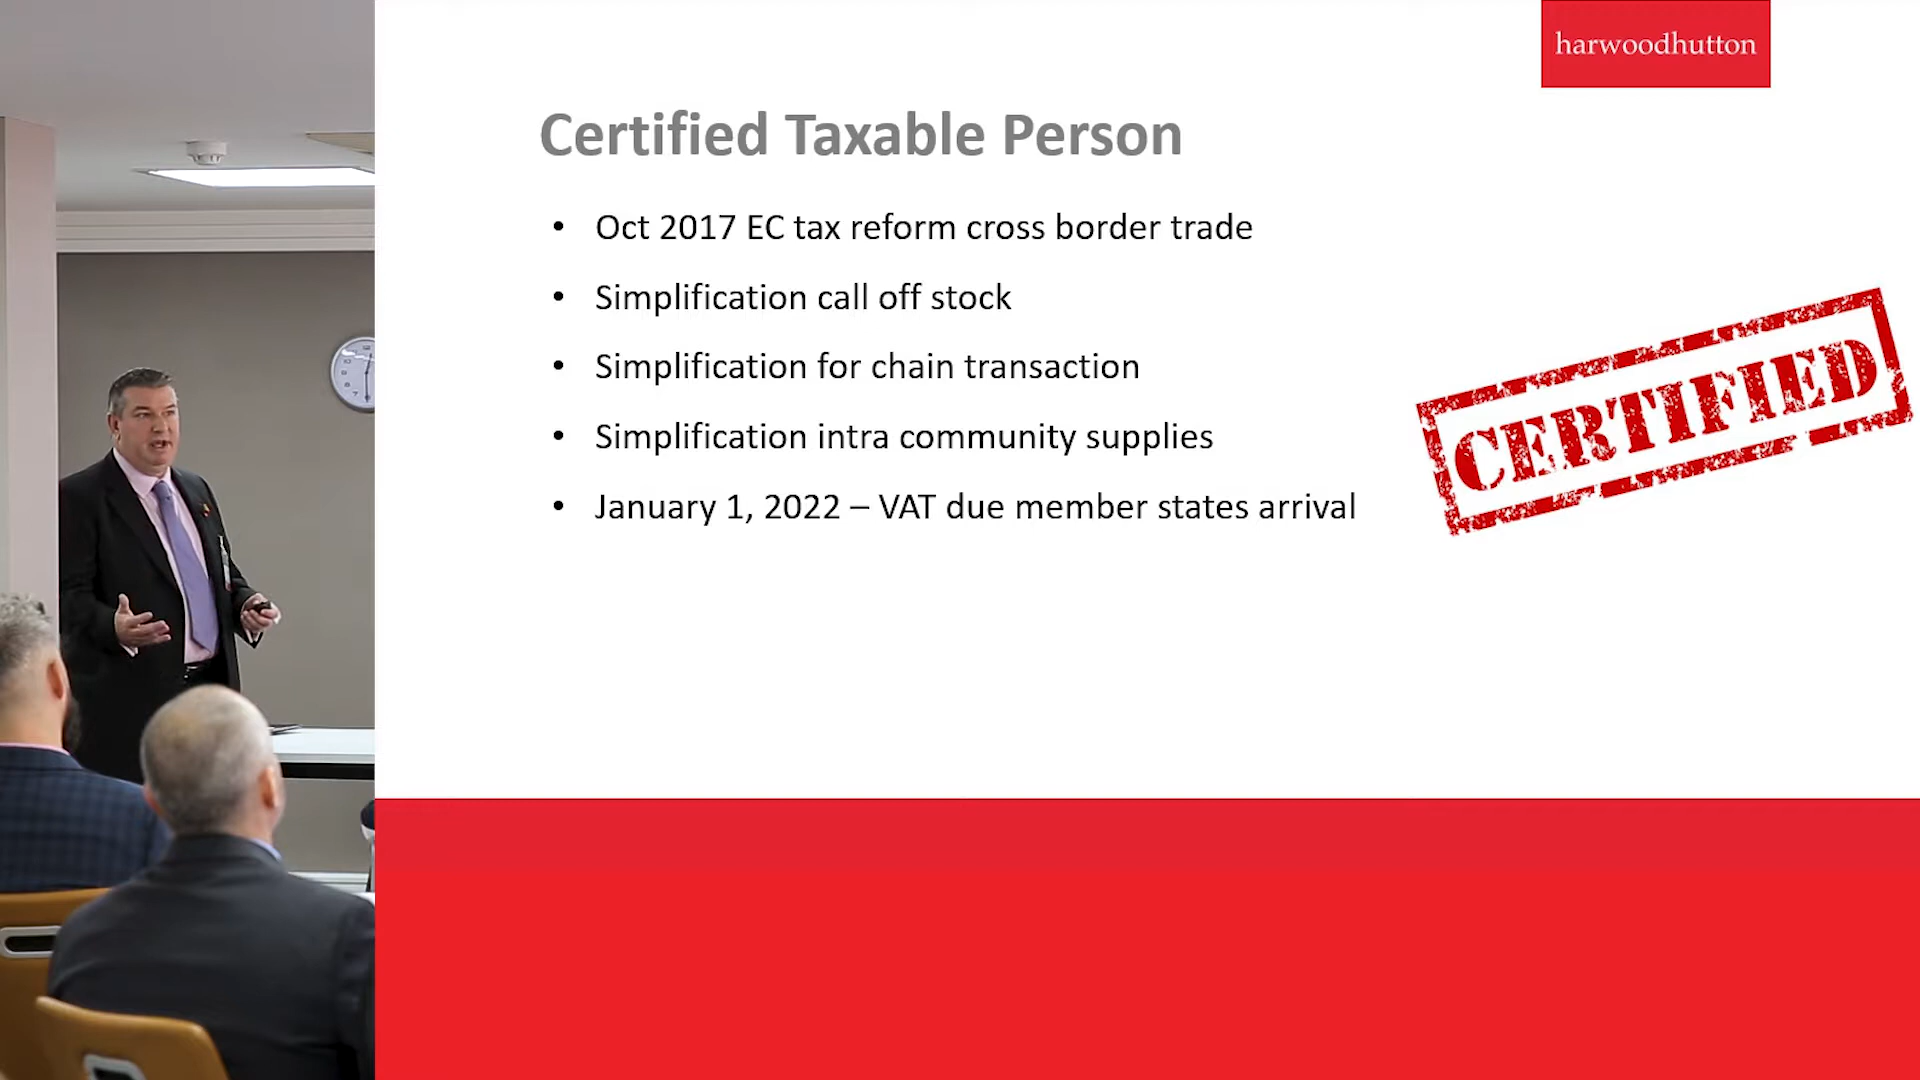 harwoodhutton
Certified Taxable Person
• Oct 2017 EC tax reform cross border trade
• Simplification call off stock
• Simplification for chain transaction
• Simplification intra community supplies
• January 1, 2022 – VAT due member states arrival
CERTIFIED